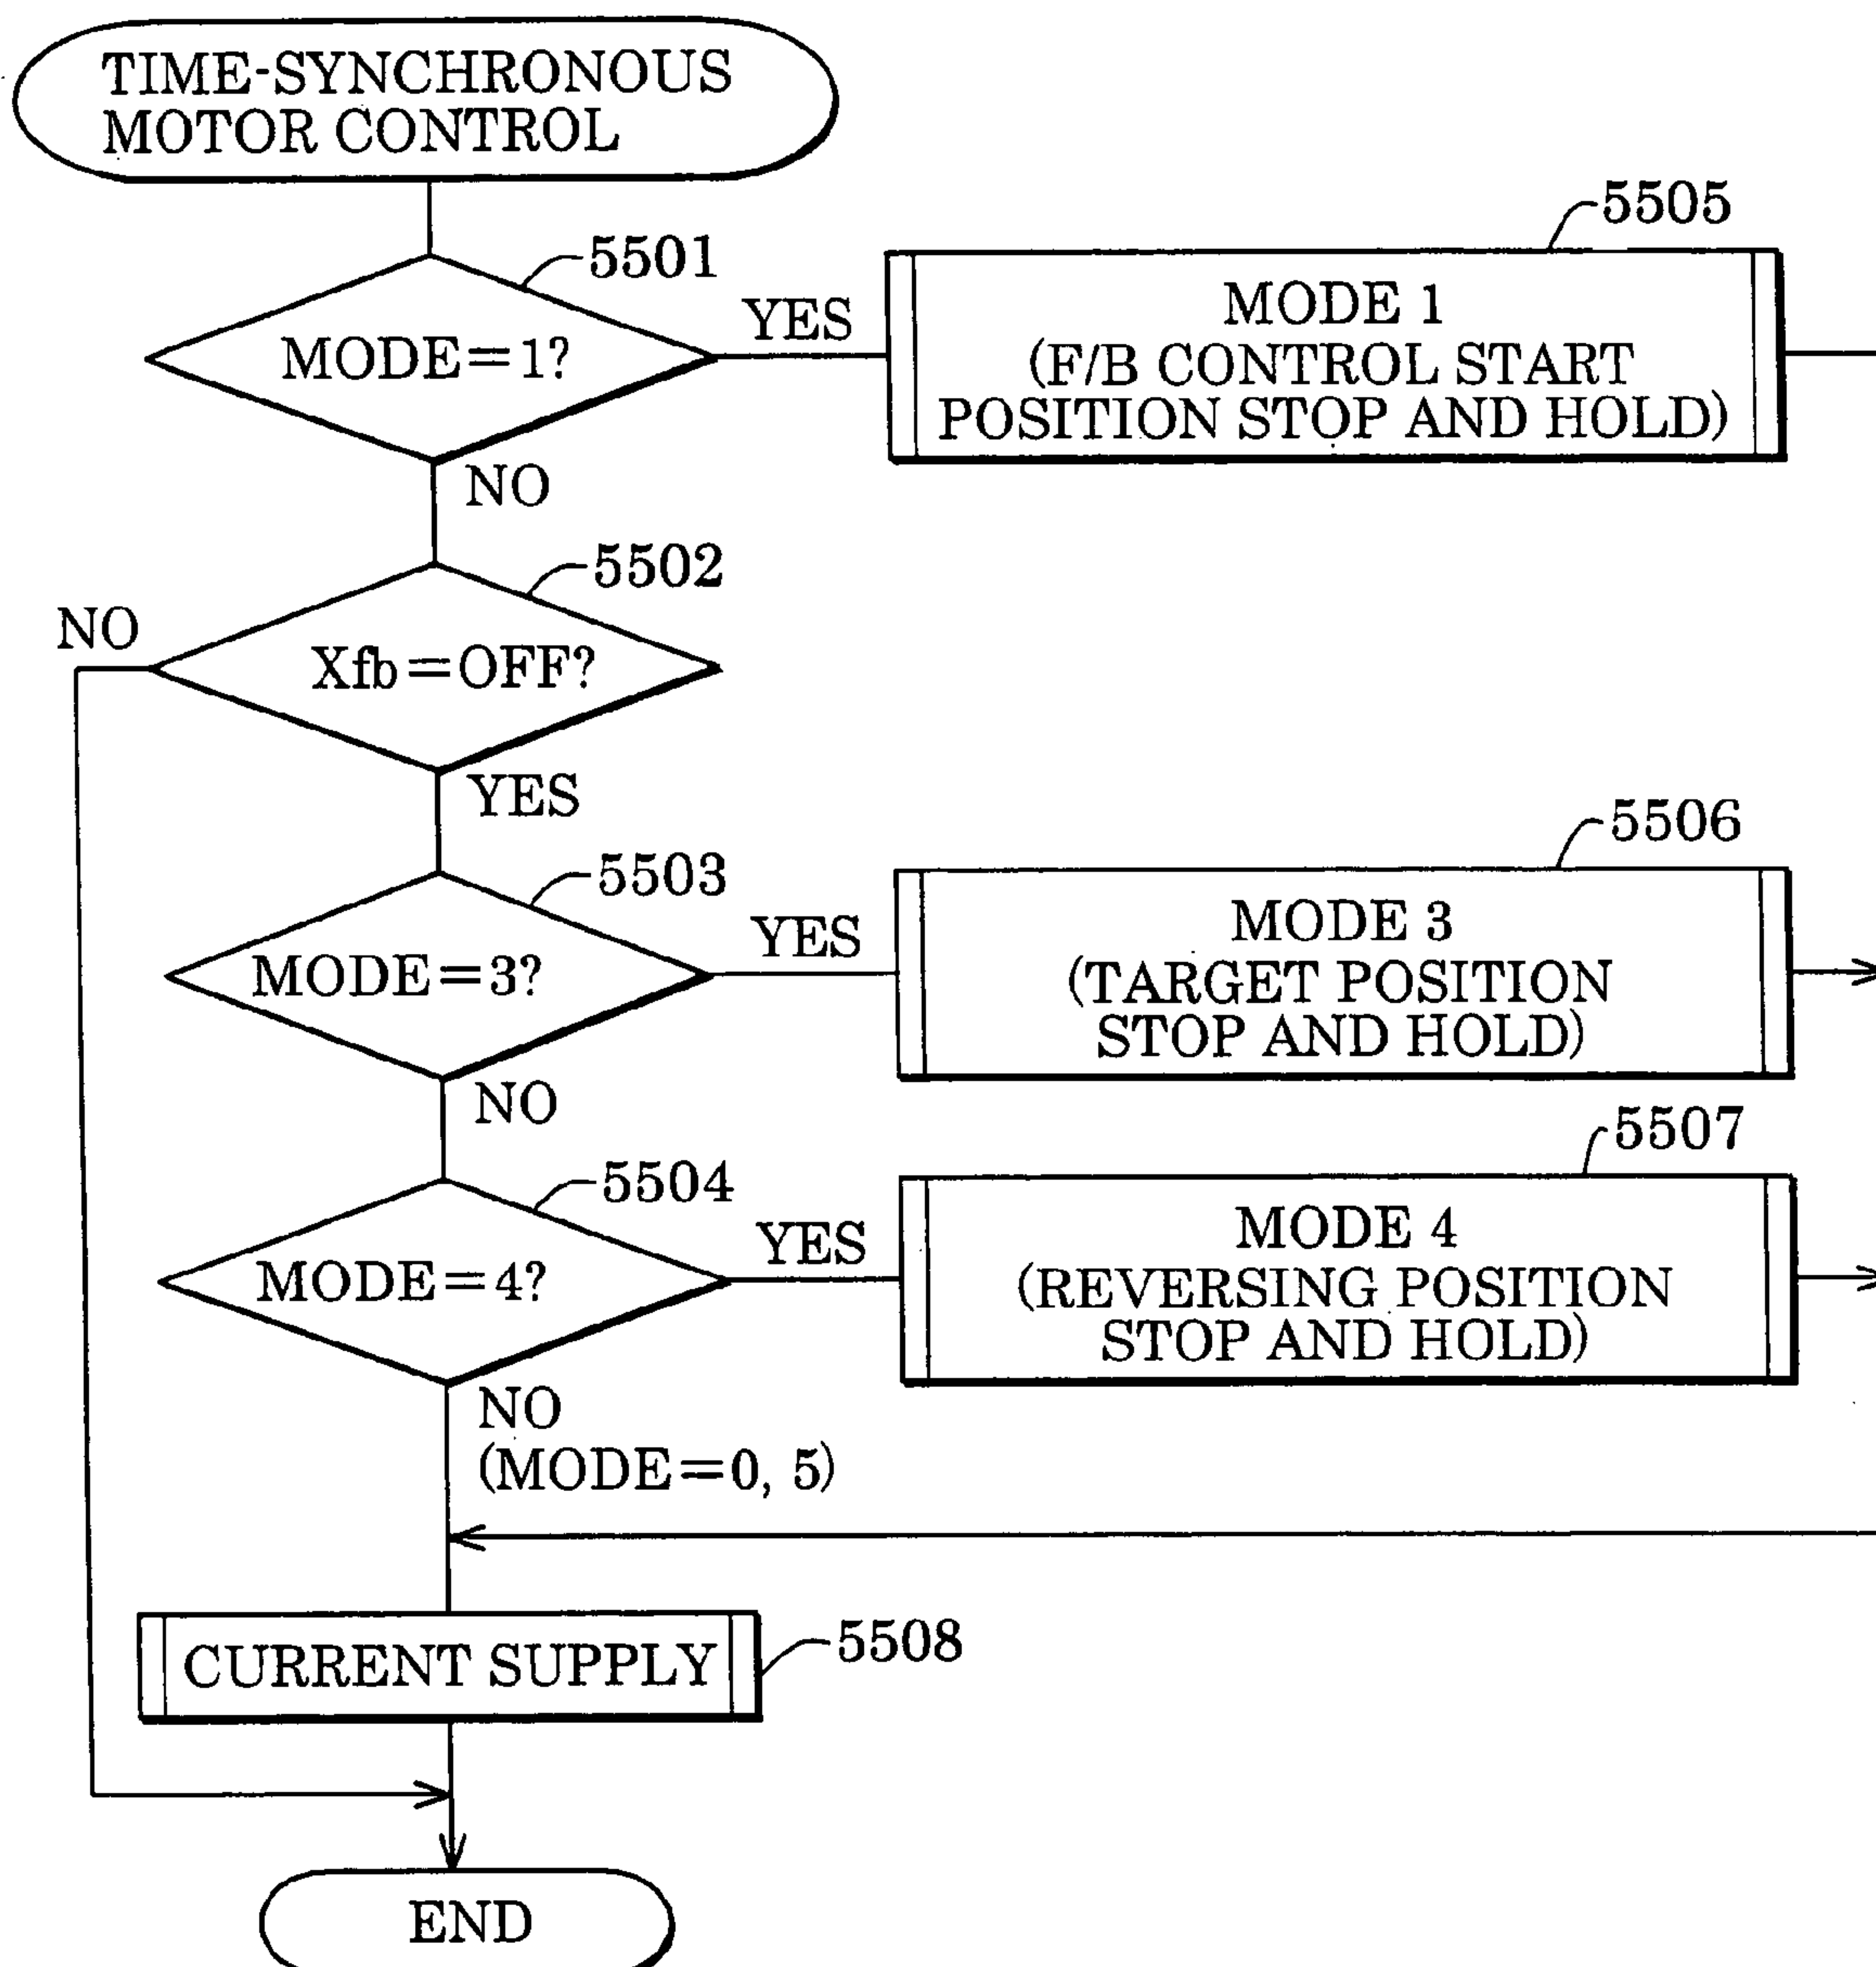 TIME-SYNCHRONOUS
MOTOR CONTROL
5501
MODE=1?
YES
NO
5505
MODE 1
(F/B CONTROL START
POSITION STOP AND HOLD)
5502
Xfb=OFF?
NO
YES
5503
MODE=3?
YES
NO
5506
MODE 3
(TARGET POSITION
STOP AND HOLD)
5504
MODE=4?
YES
5507
MODE 4
(REVERSING POSITION
STOP AND HOLD)
NO
(MODE=0, 5)
CURRENT SUPPLY
5508
END